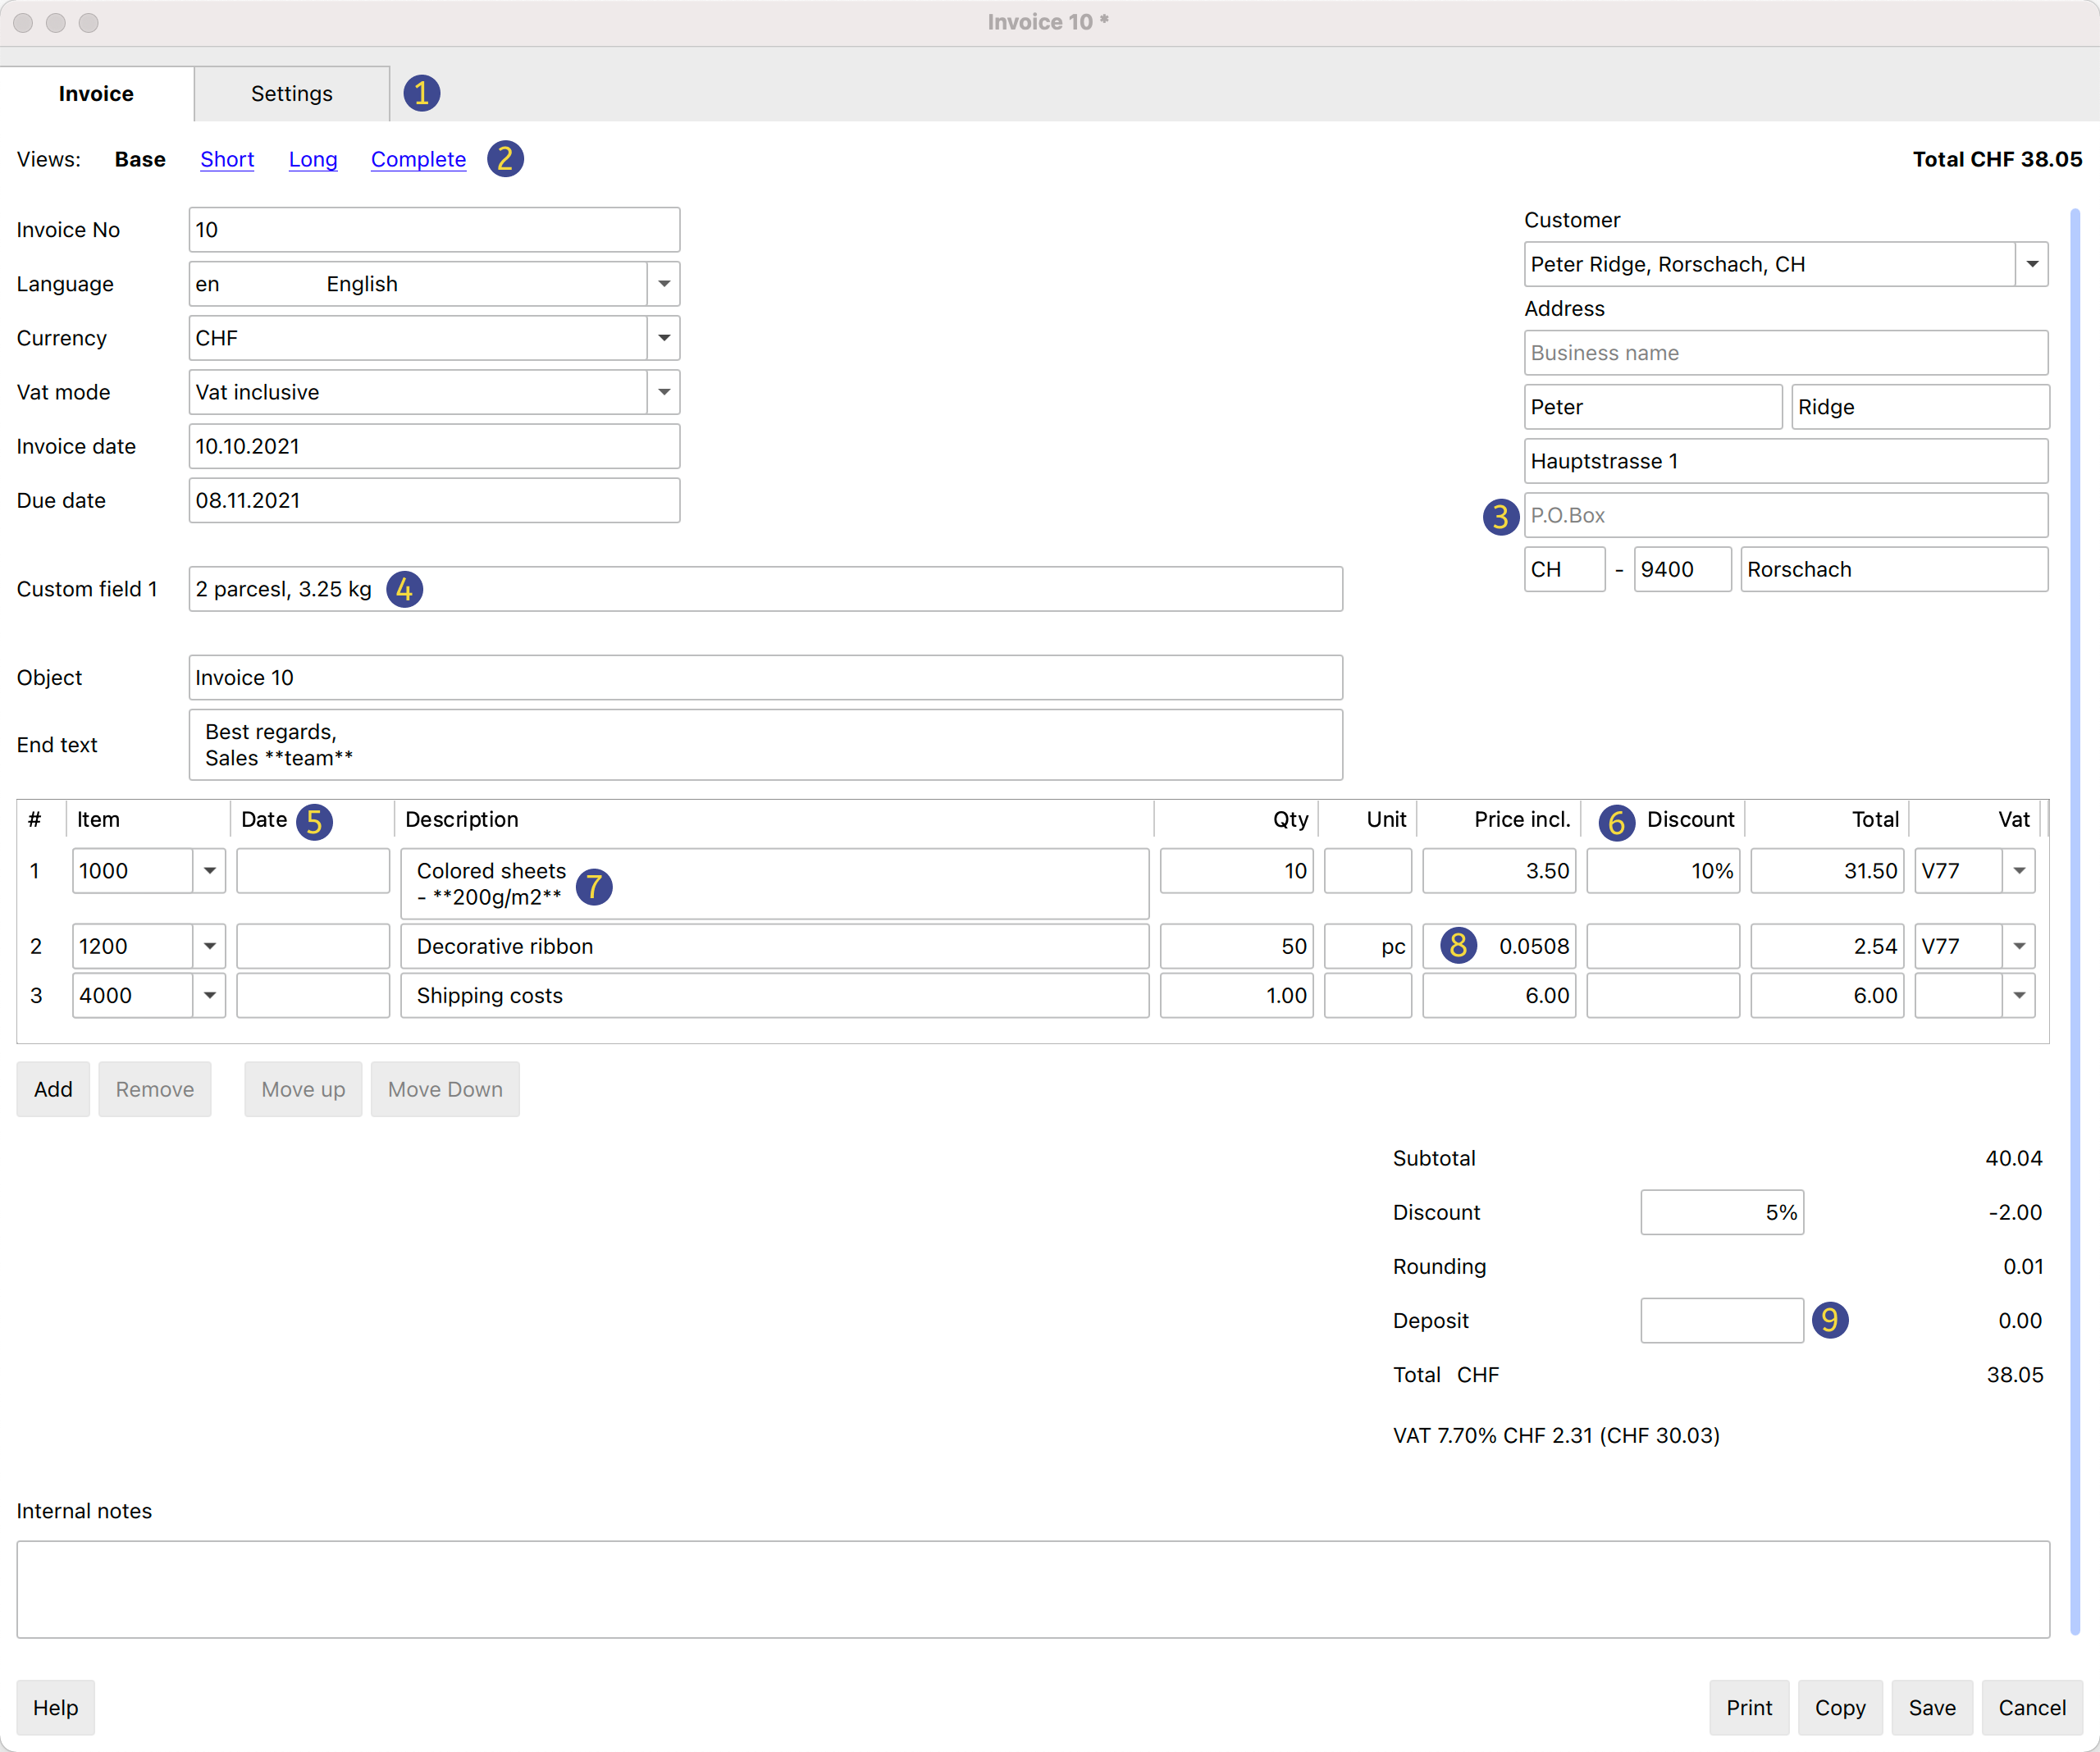 Invoice 10 *
Invoice Settings 1
Views: Base Short Long Complete 2 Total CHF 38.05
Invoice No 10
Language en English
Currency CHF
Vat mode Vat inclusive
Invoice date 10.10.2021
Due date 08.11.2021
Customer
Peter Ridge, Rorschach, CH
Address
Business name
Peter Ridge
Hauptstrasse 1
3 P.O.Box
CH - 9400 Rorschach
Custom field 1 2 parcesl, 3.25 kg 4
Object Invoice 10
End text Best regards,
Sales **team**
# Item Date 5 Description Qty Unit Price incl. 6 Discount Total Vat
1 1000 Colored sheets 10 3.50 10% 31.50 V77
- **200g/m2** 7
2 1200 Decorative ribbon 50 pc 8 0.0508 2.54 V77
3 4000 Shipping costs 1.00 6.00 6.00
Add Remove Move up Move Down
Subtotal 40.04
Discount 5% -2.00
Rounding 0.01
Deposit 9 0.00
Total CHF 38.05
VAT 7.70% CHF 2.31 (CHF 30.03)
Internal notes
Help Print Copy Save Cancel